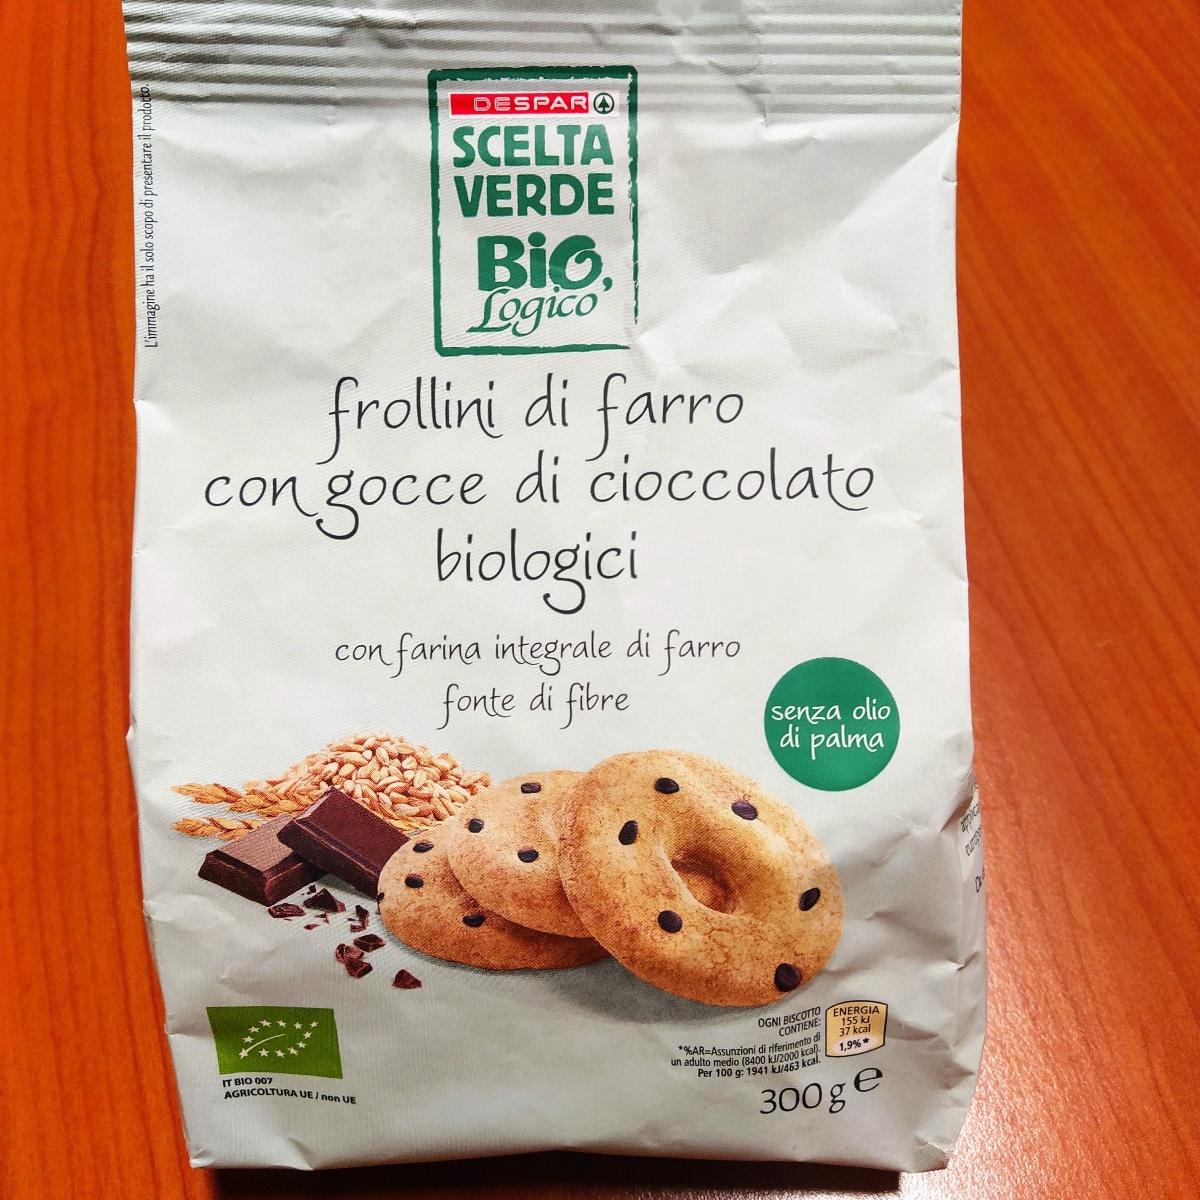 L'immagine ha il solo scopo di presentare il prodotto.
DESPAR
SCELTA
VERDE
BiO,
Logico
frollini di farro
con gocce di cioccolato
biologici
con farina integrale di farro
fonte di fibre
senza olio
di palma
OGNI BISCOTTO
CONTIENE:
ENERGIA
155 kJ
37 kcal
1,9%*
*%AR=Assunzioni di riferimento di
un adulto medio (8400 kJ/2000 kcal).
Per 100 g: 1941 kJ/463 kcal.
300 g e
IT BIO 007
AGRICOLTURA UE / non UE